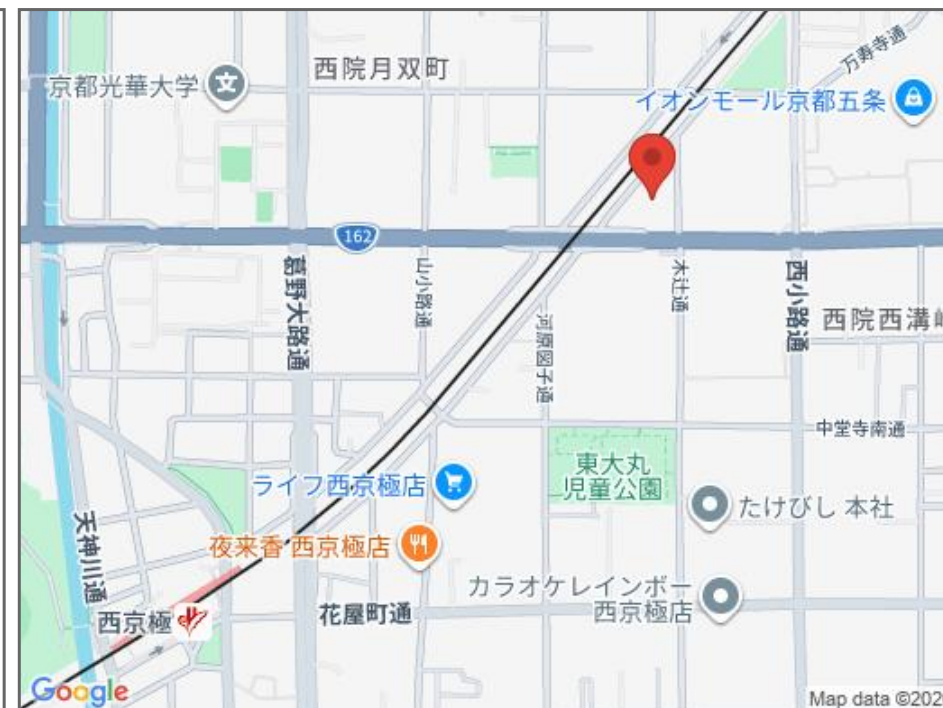 万寿寺通
西院月双町
京都光華大学
イオンモール京都五条
162
葛野大路通
山小路通
木辻通
西小路通
西院西溝
河原図子通
中堂寺南通
東大丸
児童公園
ライフ西京極店
たけびし 本社
夜来香 西京極店
天神川通
カラオケレインボー
西京極店
花屋町通
西京極
Google
Map data ©202